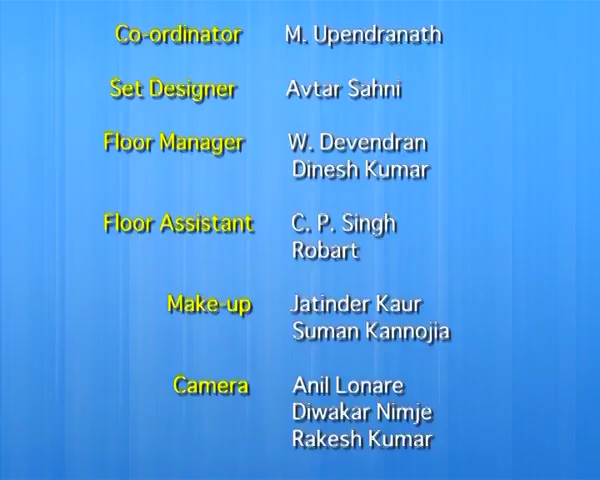 Co-ordinator M. Upendranath
Set Designer Avtar Sahni
Floor Manager W. Devendran
Dinesh Kumar
Floor Assistant C. P. Singh
Robart
Make-up Jatinder Kaur
Suman Kannojia
Camera Anil Lonare
Diwakar Nimje
Rakesh Kumar